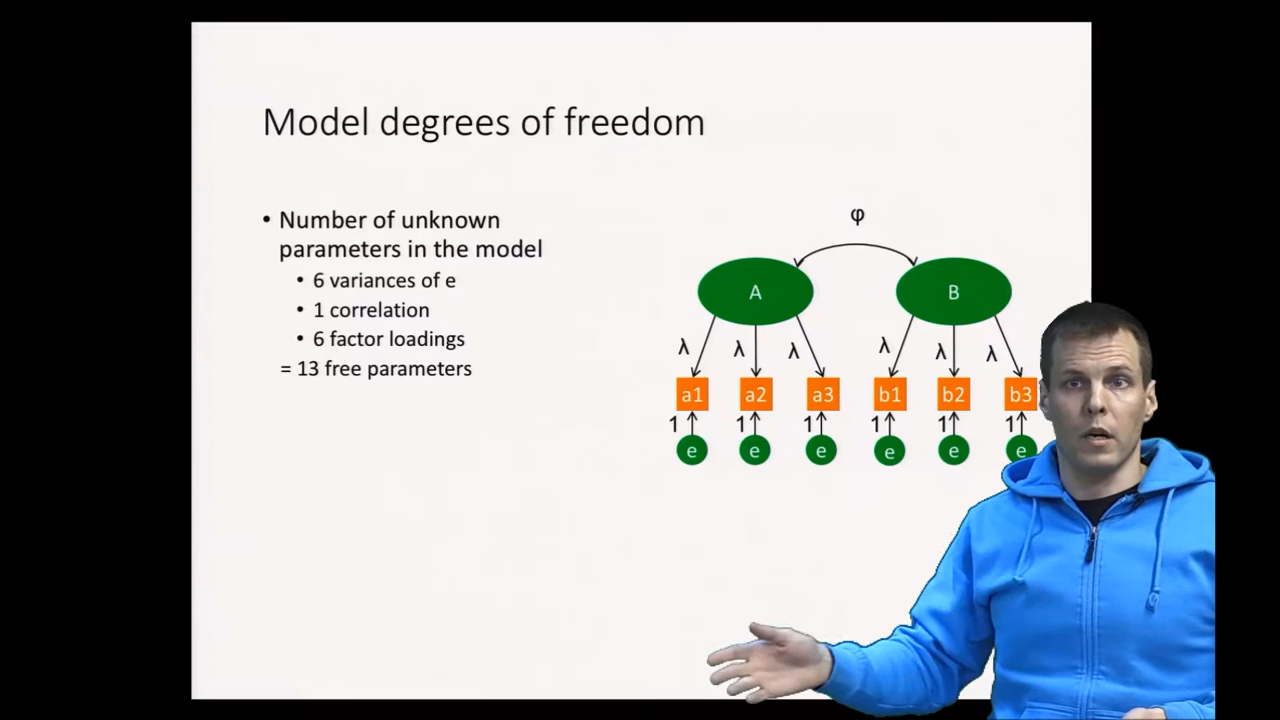 Model degrees of freedom
• Number of unknown
parameters in the model
• 6 variances of e
• 1 correlation
• 6 factor loadings
= 13 free parameters
φ
A B
λ λ λ λ λ λ
a1 a2 a3 b1 b2 b3
1 1 1 1 1 1
e e e e e e